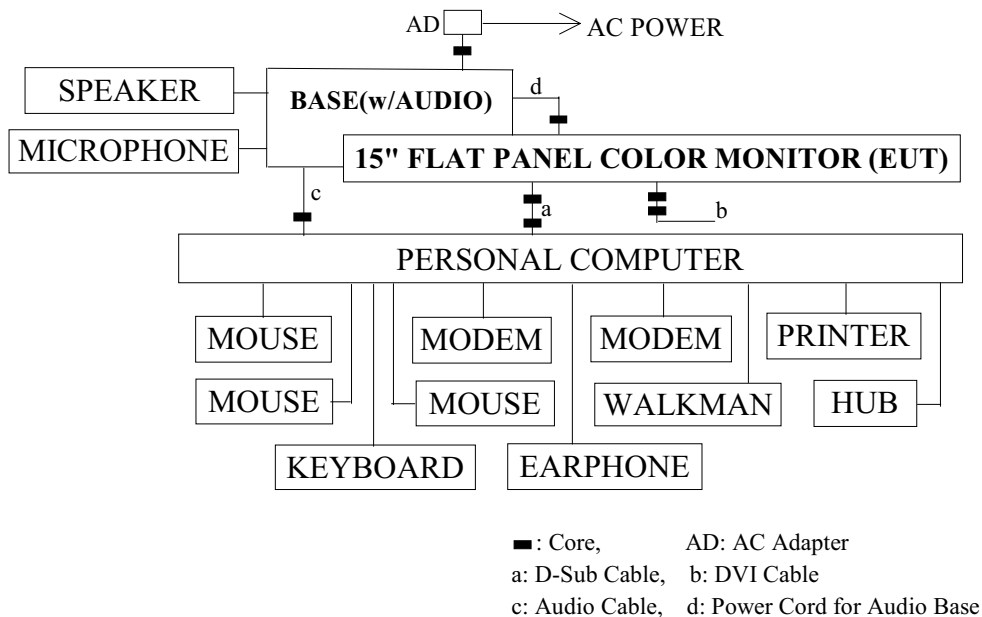 AD AC POWER
SPEAKER
BASE(w/AUDIO)
d
MICROPHONE
15" FLAT PANEL COLOR MONITOR (EUT)
c
a
b
PERSONAL COMPUTER
MOUSE MODEM MODEM PRINTER
MOUSE MOUSE WALKMAN HUB
KEYBOARD EARPHONE
: Core, AD: AC Adapter
a: D-Sub Cable, b: DVI Cable
c: Audio Cable, d: Power Cord for Audio Base